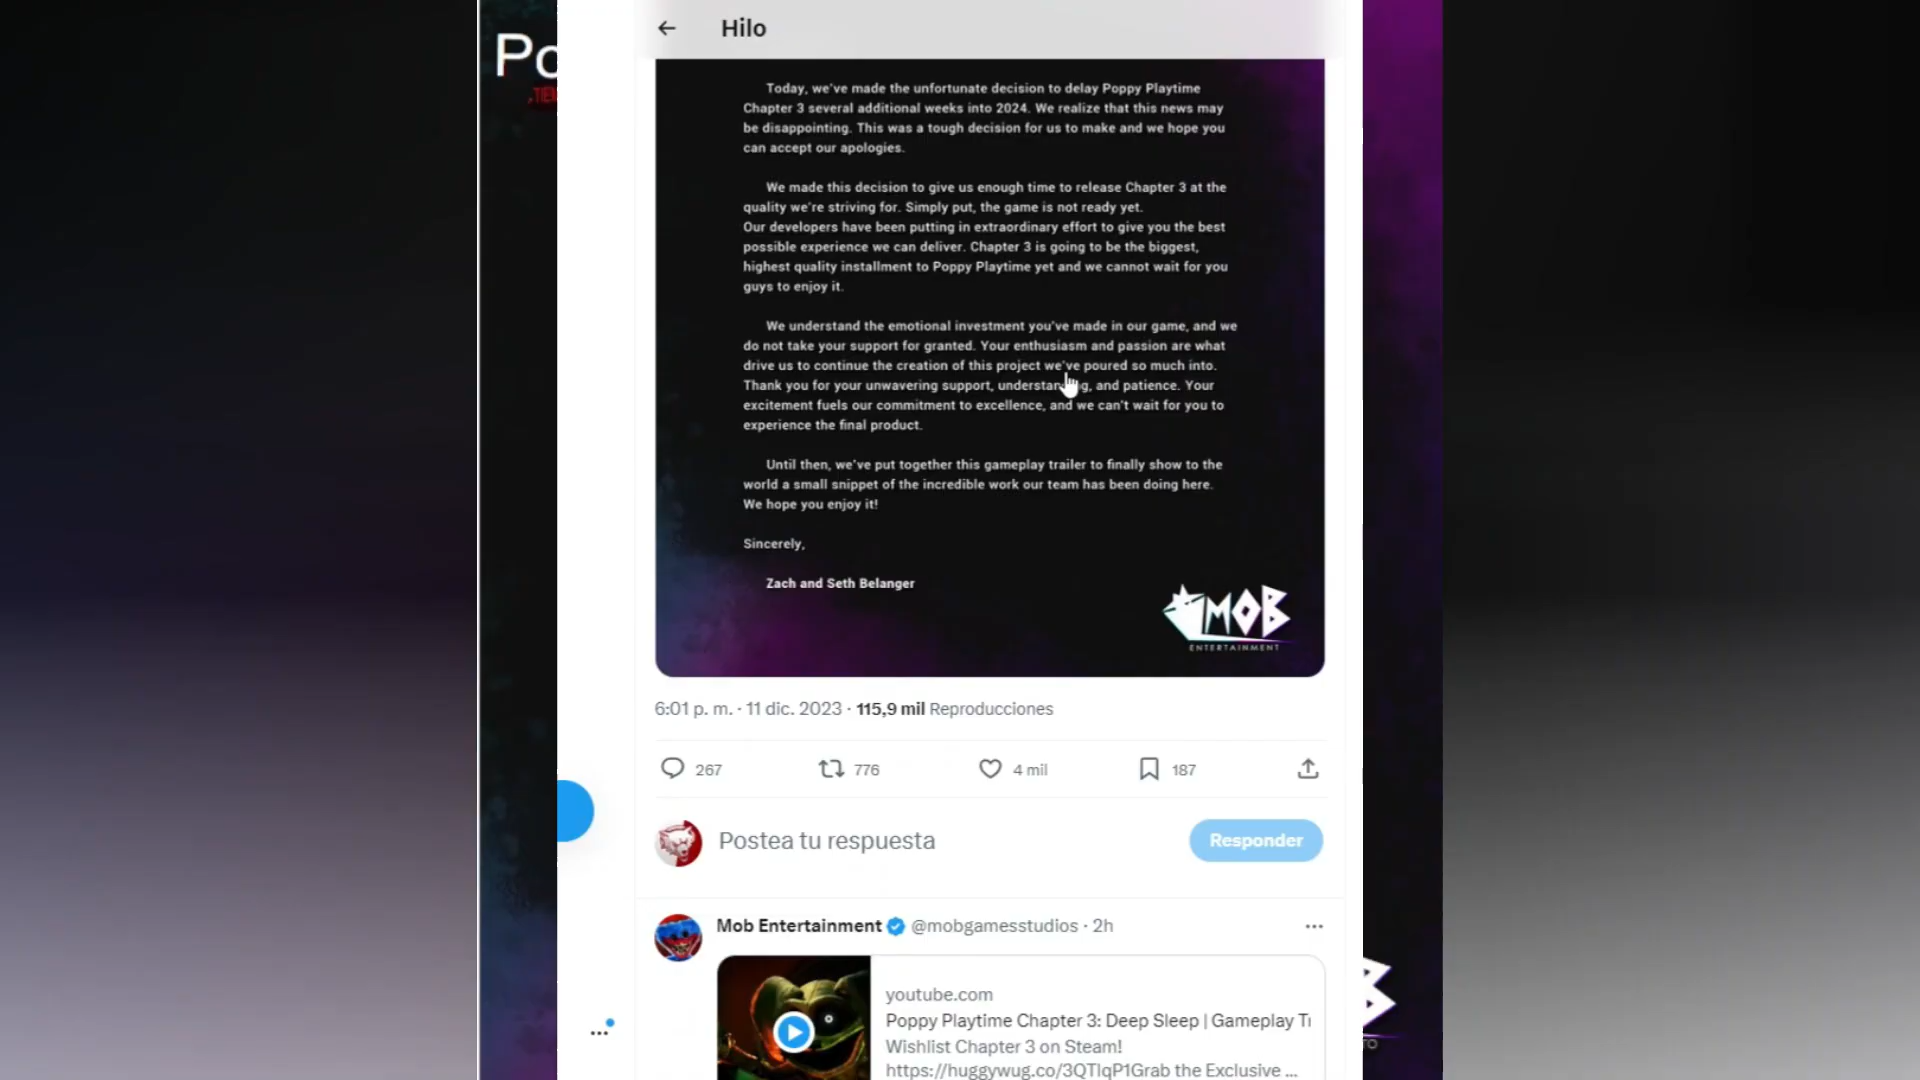 Hilo
Today, we've made the unfortunate decision to delay Poppy Playtime
Chapter 3 several additional weeks into 2024. We realize that this news may
be disappointing. This was a tough decision for us to make and we hope you
can accept our apologies.
We made this decision to give us enough time to release Chapter 3 at the
quality we're striving for. Simply put, the game is not ready yet.
Our developers have been putting in extraordinary effort to give you the best
possible experience we can deliver. Chapter 3 is going to be the biggest,
highest quality installment to Poppy Playtime yet and we cannot wait for you
guys to enjoy it.
We understand the emotional investment you've made in our game, and we
do not take your support for granted. Your enthusiasm and passion are what
drive us to continue the creation of this project we've poured so much into.
Thank you for your unwavering support, understanding, and patience. Your
excitement fuels our commitment to excellence, and we can't wait for you to
experience the final product.
Until then, we've put together this gameplay trailer to finally show to the
world a small snippet of the incredible work our team has been doing here.
We hope you enjoy it!
Sincerely,
Zach and Seth Belanger
MOB
ENTERTAINMENT
6:01 p. m. · 11 dic. 2023 · 115,9 mil Reproducciones
267 776 4 mil 187
Postea tu respuesta Responder
Mob Entertainment @mobgamesstudios · 2h
youtube.com
Poppy Playtime Chapter 3: Deep Sleep | Gameplay
Wishlist Chapter 3 on Steam!
https://huggywug.co/3QTlqP1Grab the Exclusive ...